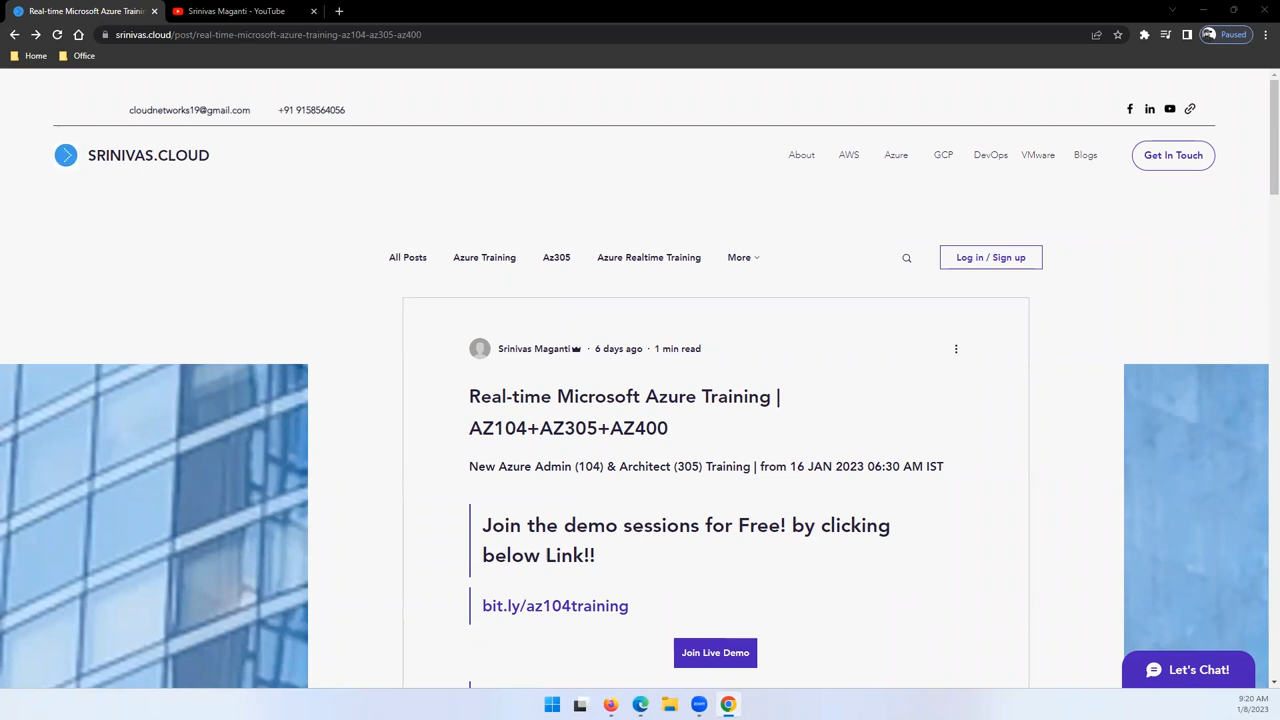 Real-time Microsoft Azure Trainin
Srinivas Maganti - YouTube
srinivas.cloud/post/real-time-microsoft-azure-training-az104-az305-az400
Paused
Home
Office
cloudnetworks19@gmail.com
+91 9158564056
SRINIVAS.CLOUD
About
AWS
Azure
GCP
DevOps
VMware
Blogs
Get In Touch
All Posts
Azure Training
Az305
Azure Realtime Training
More
Log in / Sign up
Srinivas Maganti · 6 days ago · 1 min read
Real-time Microsoft Azure Training |
AZ104+AZ305+AZ400
New Azure Admin (104) & Architect (305) Training | from 16 JAN 2023 06:30 AM IST
Join the demo sessions for Free! by clicking
below Link!!
bit.ly/az104training
Join Live Demo
Let's Chat!
zoom
9:20 AM
1/8/2023